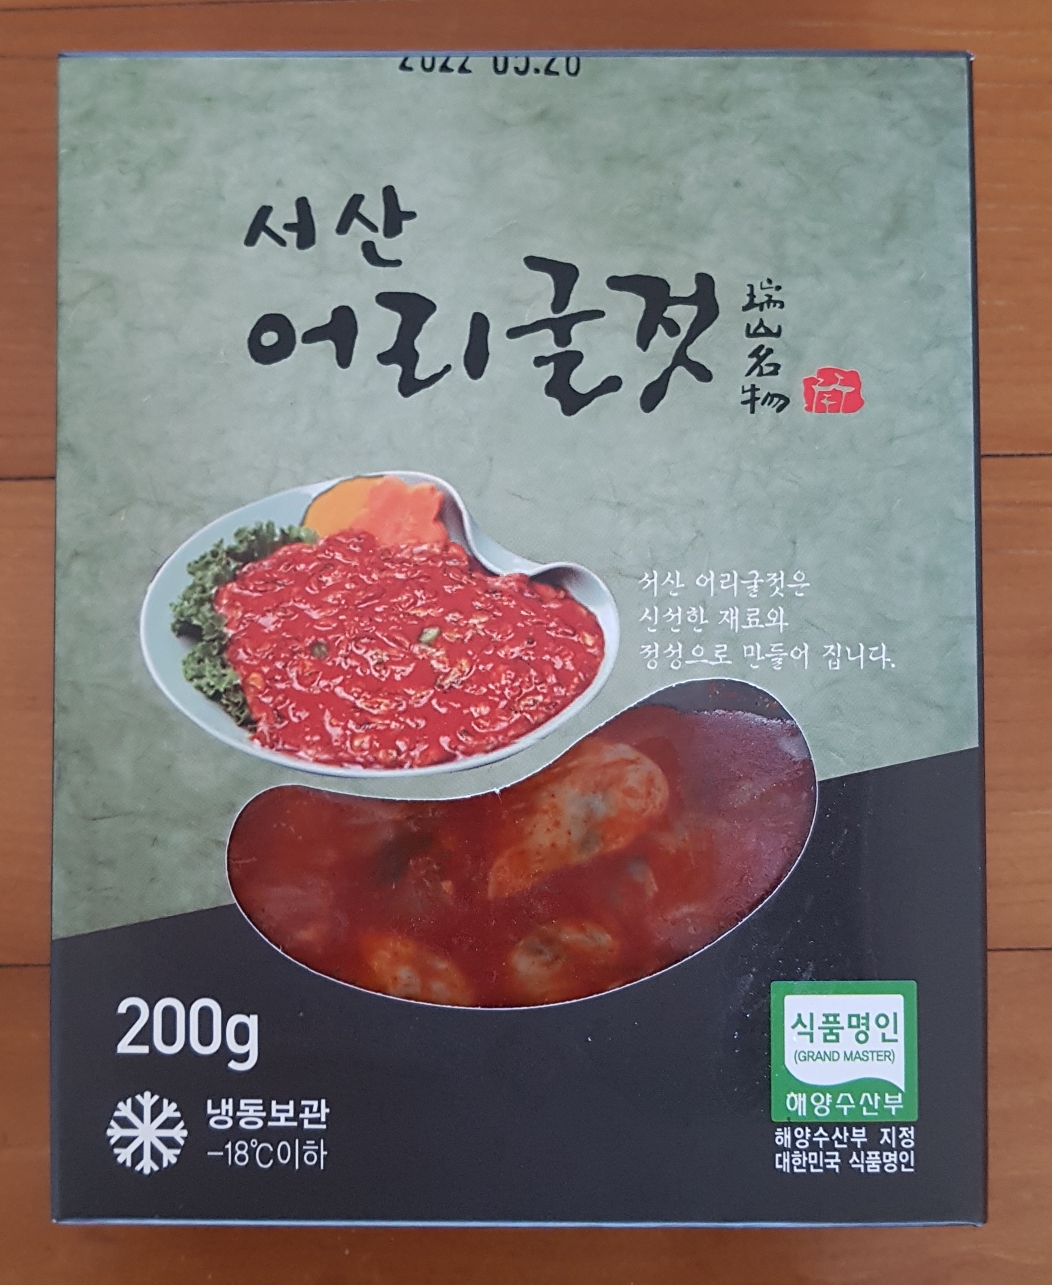 2022 05.20
서산
어리굴젓
瑞山名物
서산 어리굴젓은
신선한 재료와
정성으로 만들어 집니다.
200g
냉동보관
-18℃이하
식품명인
(GRAND MASTER)
해양수산부
해양수산부 지정
대한민국 식품명인